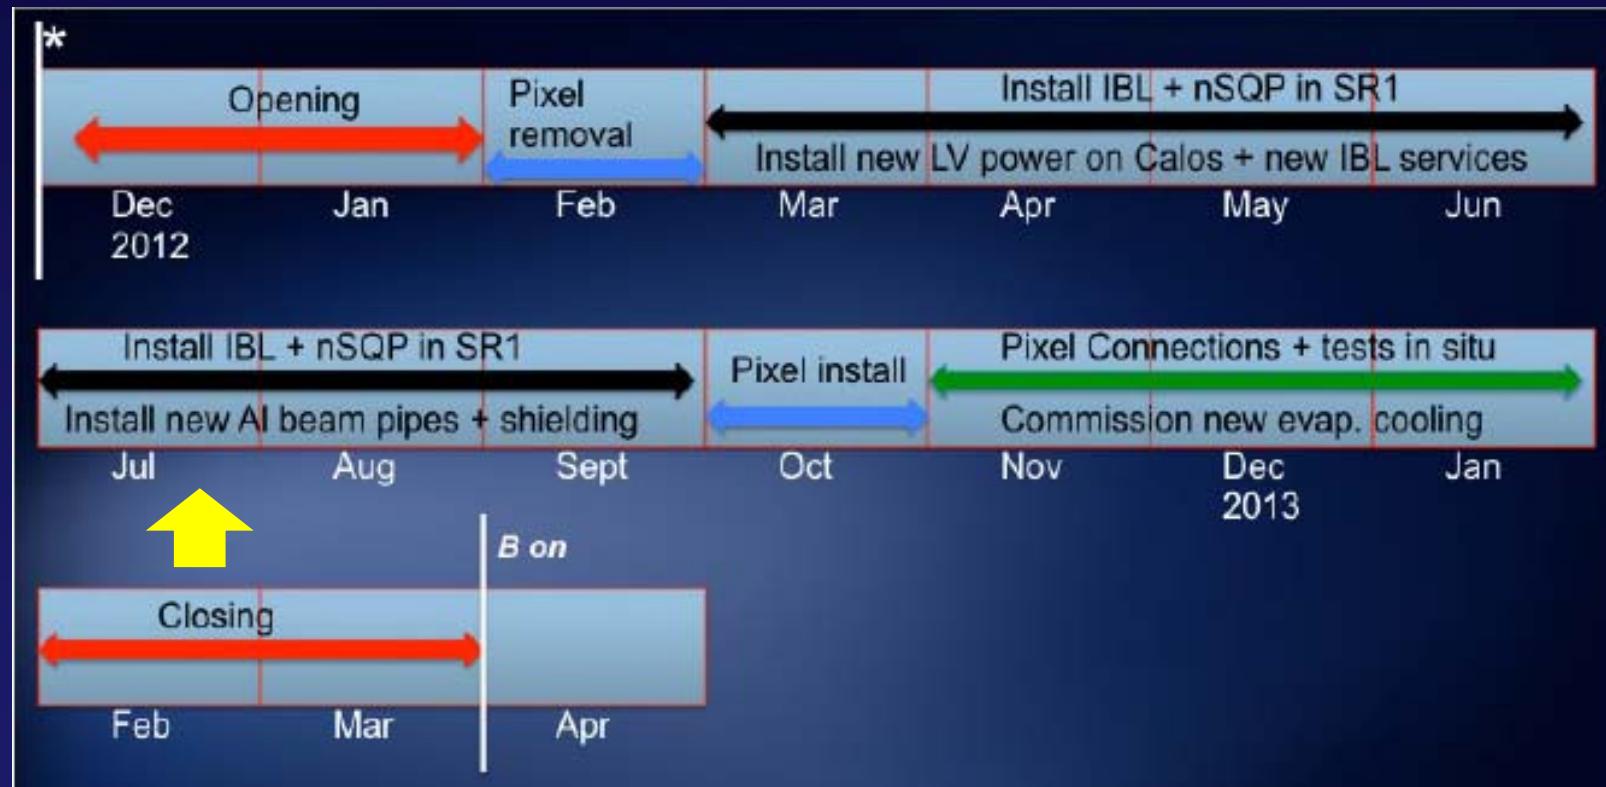 *
Opening
Pixel
removal
Install IBL + nSQP in SR1
Install new LV power on Calos + new IBL services
Dec
2012
Jan
Feb
Mar
Apr
May
Jun
Install IBL + nSQP in SR1
Install new Al beam pipes + shielding
Pixel install
Pixel Connections + tests in situ
Commission new evap. cooling
Jul
Aug
Sept
Oct
Nov
Dec
2013
Jan
B on
Closing
Feb
Mar
Apr